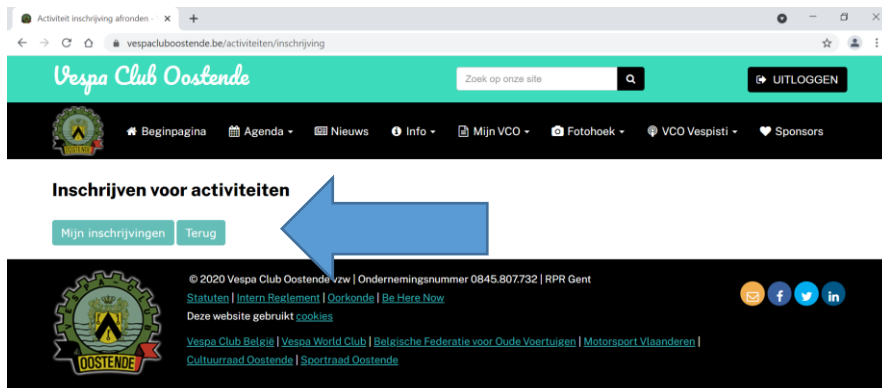 Activiteit inschrijving afronden -
vespacluboostende.be/activiteiten/inschrijving
Vespa Club Oostende
Zoek op onze site
UITLOGGEN
Beginpagina Agenda Nieuws Info Mijn VCO Fotohoek VCO Vespisti Sponsors
Inschrijven voor activiteiten
Mijn inschrijvingen Terug
© 2020 Vespa Club Oostende vzw | Ondernemingsnummer 0845.807.732 | RPR Gent
Statuten | Intern Reglement | Oorkonde | Be Here Now
Deze website gebruikt cookies
Vespa Club België | Vespa World Club | Belgische Federatie voor Oude Voertuigen | Motorsport Vlaanderen |
Cultuurraad Oostende | Sportraad Oostende
VESPA CLUB
OOSTENDE